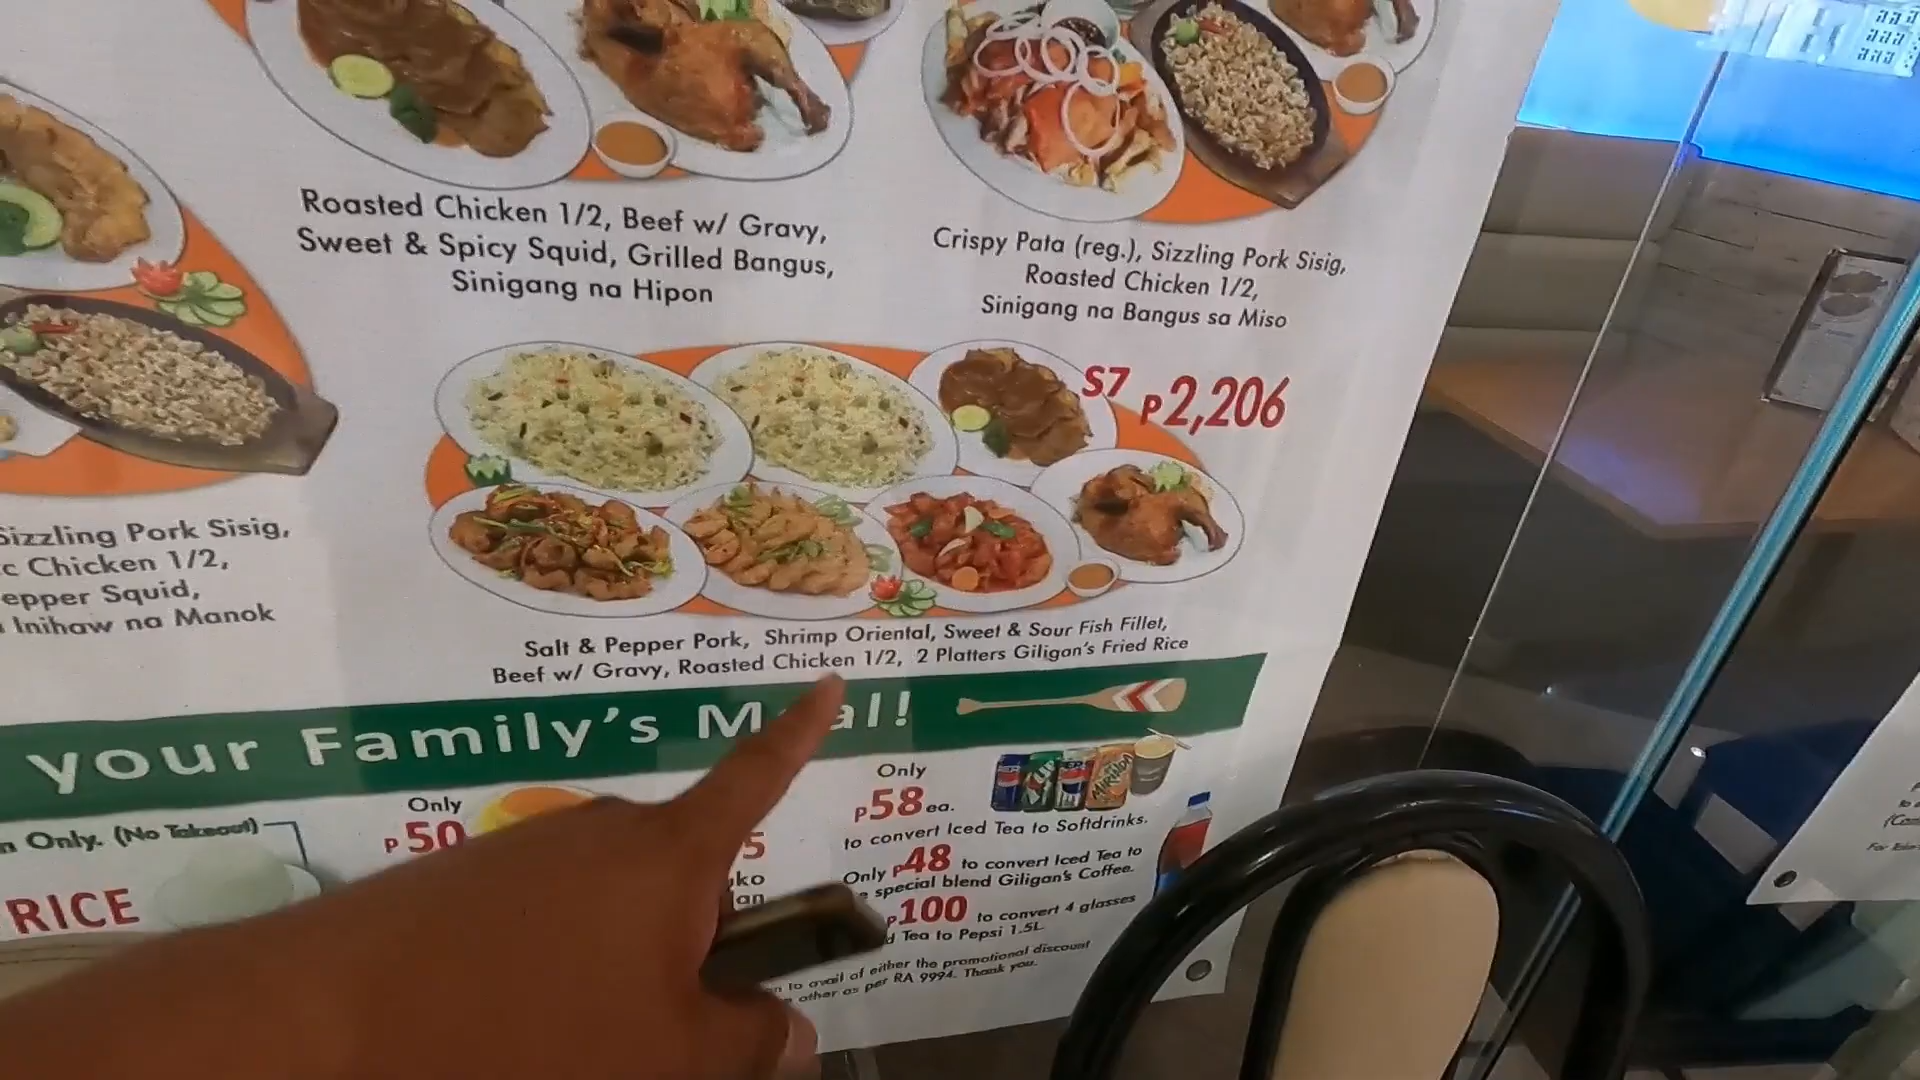 Roasted Chicken 1/2, Beef w/ Gravy,
Sweet & Spicy Squid, Grilled Bangus,
Sinigang na Hipon
Crispy Pata (reg.), Sizzling Pork Sisig,
Roasted Chicken 1/2,
Sinigang na Bangus sa Miso
S7 P2,206
Sizzling Pork Sisig,
Chicken 1/2,
epper Squid,
Inihaw na Manok
Salt & Pepper Pork, Shrimp Oriental, Sweet & Sour Fish Fillet,
Beef w/ Gravy, Roasted Chicken 1/2, 2 Platters Giligan's Fried Rice
your Family's M al!
n Only. (No Takeout)
RICE
Only
P50
5
uko
an
Only
P58 ea.
to convert Iced Tea to Softdrinks.
Only P48 to convert Iced Tea to
special blend Giligan's Coffee.
P100 to convert 4 glasses
d Tea to Pepsi 1.5L
to avail of either the promotional discount
other as per RA 9994. Thank you.